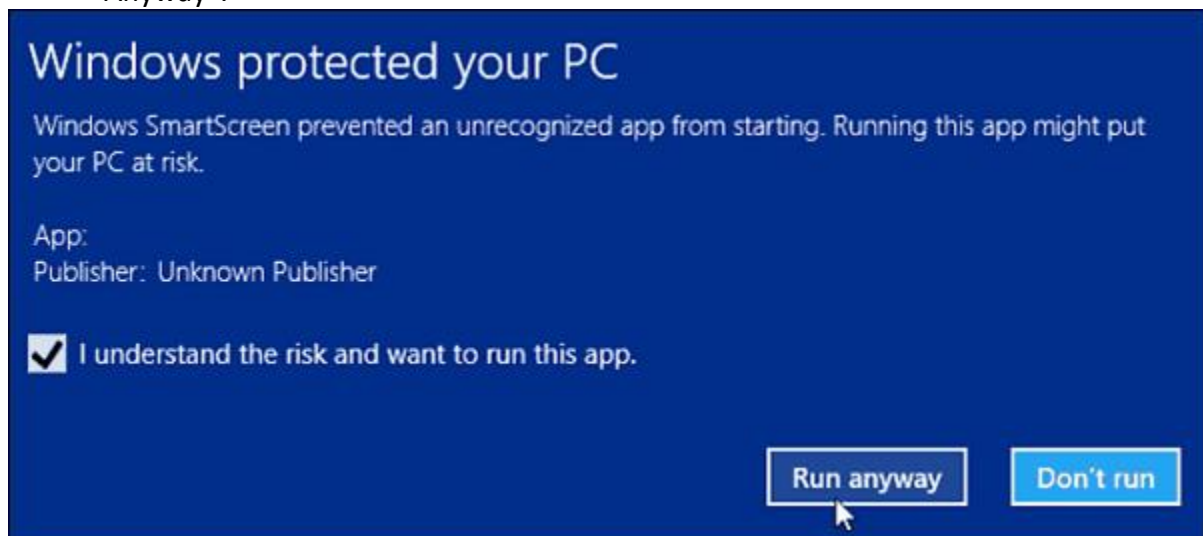 Anyway".
Windows protected your PC
Windows SmartScreen prevented an unrecognized app from starting. Running this app might put
your PC at risk.
App:
Publisher: Unknown Publisher
I understand the risk and want to run this app.
Run anyway
Don't run